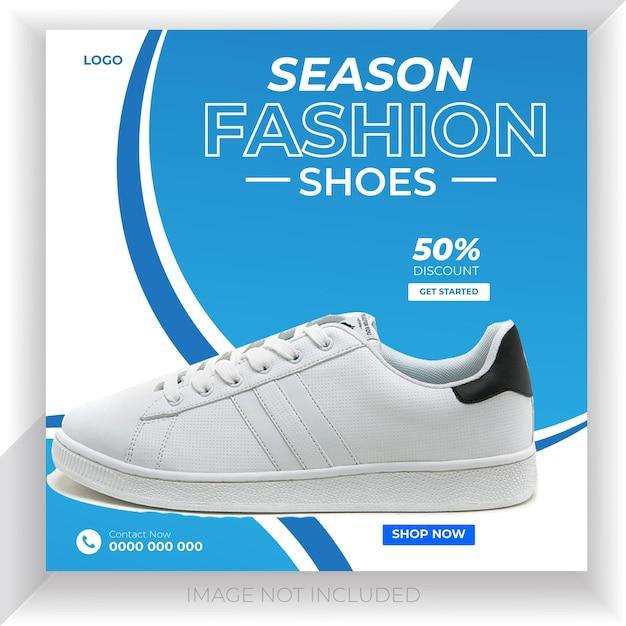 LOGO
SEASON
FASHION
SHOES
50%
DISCOUNT
GET STARTED
Contact Now
0000 000 000
SHOP NOW
IMAGE NOT INCLUDED